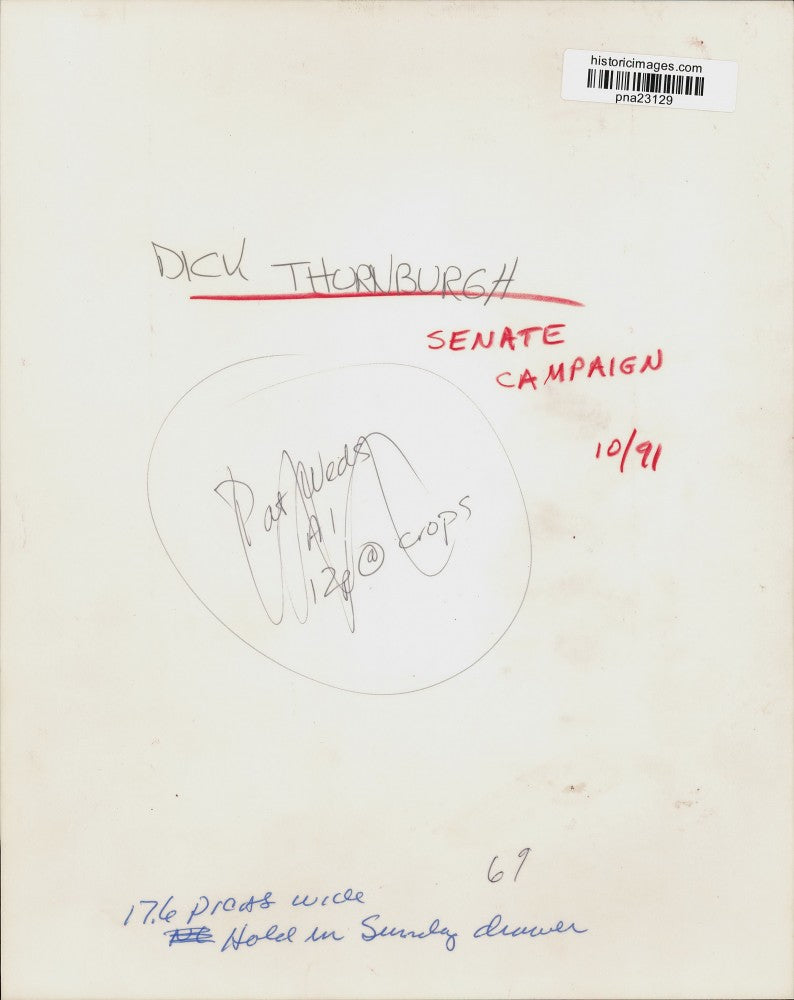 historicimages.com
pna23129
DICK THORNBURGH
SENATE
CAMPAIGN
10/91
Pat Weds
A1
12p @ crops
69
17.6 picas wide
Hold in Sunday drawer